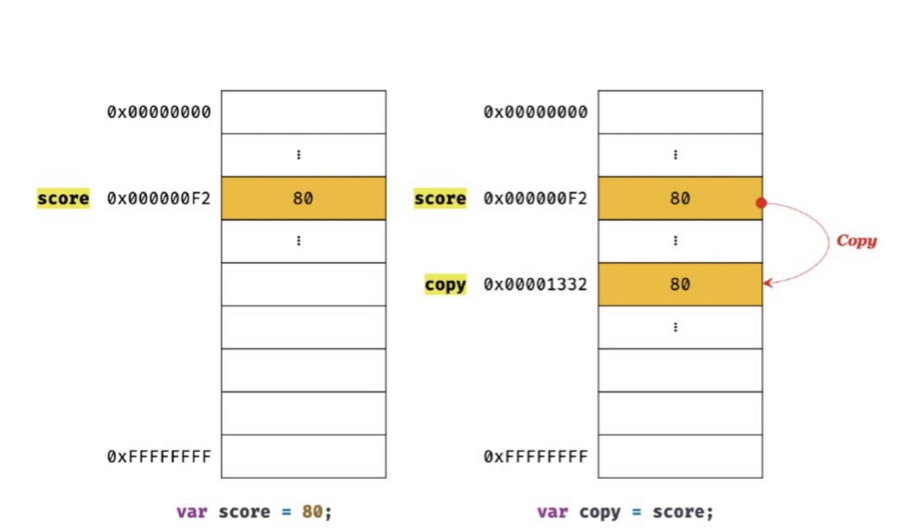 0x00000000
⋮
score 0x000000F2 80
⋮
0xFFFFFFFF
var score = 80;
0x00000000
⋮
score 0x000000F2 80
⋮
Copy
copy 0x00001332 80
⋮
0xFFFFFFFF
var copy = score;